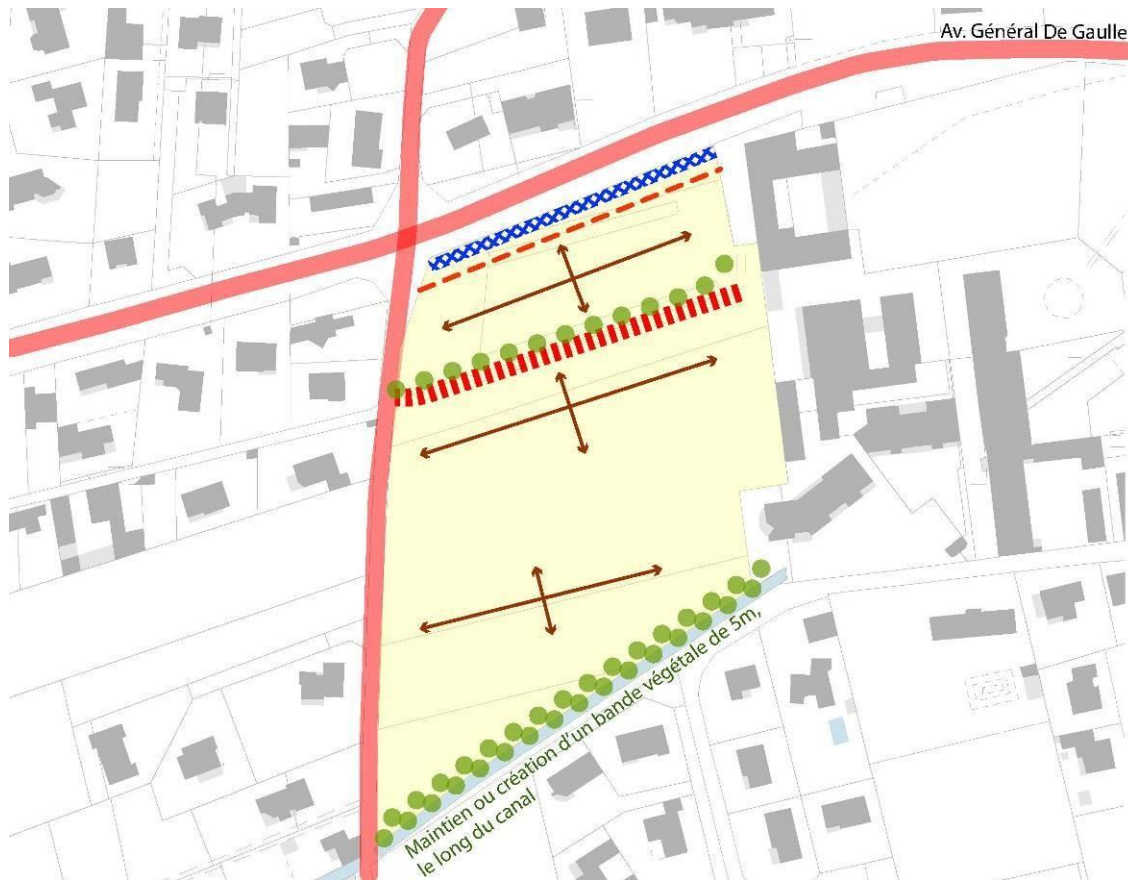 Av. Général De Gaulle
Maintien ou création d'un bande végétale de 5m,
le long du canal